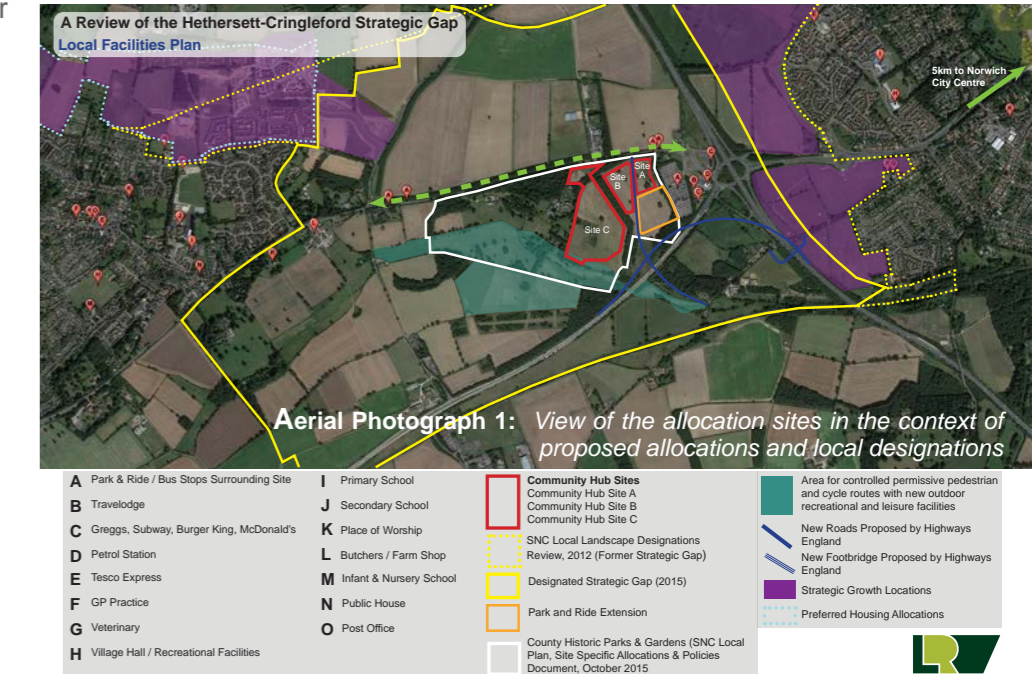 r
A Review of the Hethersett-Cringleford Strategic Gap
Local Facilities Plan
5km to Norwich
City Centre
Site
A
Site
B
Site C
Aerial Photograph 1: View of the allocation sites in the context of
proposed allocations and local designations
A Park & Ride / Bus Stops Surrounding Site
B Travelodge
C Greggs, Subway, Burger King, McDonald's
D Petrol Station
E Tesco Express
F GP Practice
G Veterinary
H Village Hall / Recreational Facilities
I Primary School
J Secondary School
K Place of Worship
L Butchers / Farm Shop
M Infant & Nursery School
N Public House
O Post Office
Community Hub Sites
Community Hub Site A
Community Hub Site B
Community Hub Site C
SNC Local Landscape Designations
Review, 2012 (Former Strategic Gap)
Designated Strategic Gap (2015)
Park and Ride Extension
County Historic Parks & Gardens (SNC Local
Plan, Site Specific Allocations & Policies
Document, October 2015
Area for controlled permissive pedestrian
and cycle routes with new outdoor
recreational and leisure facilities
New Roads Proposed by Highways
England
New Footbridge Proposed by Highways
England
Strategic Growth Locations
Preferred Housing Allocations
LR